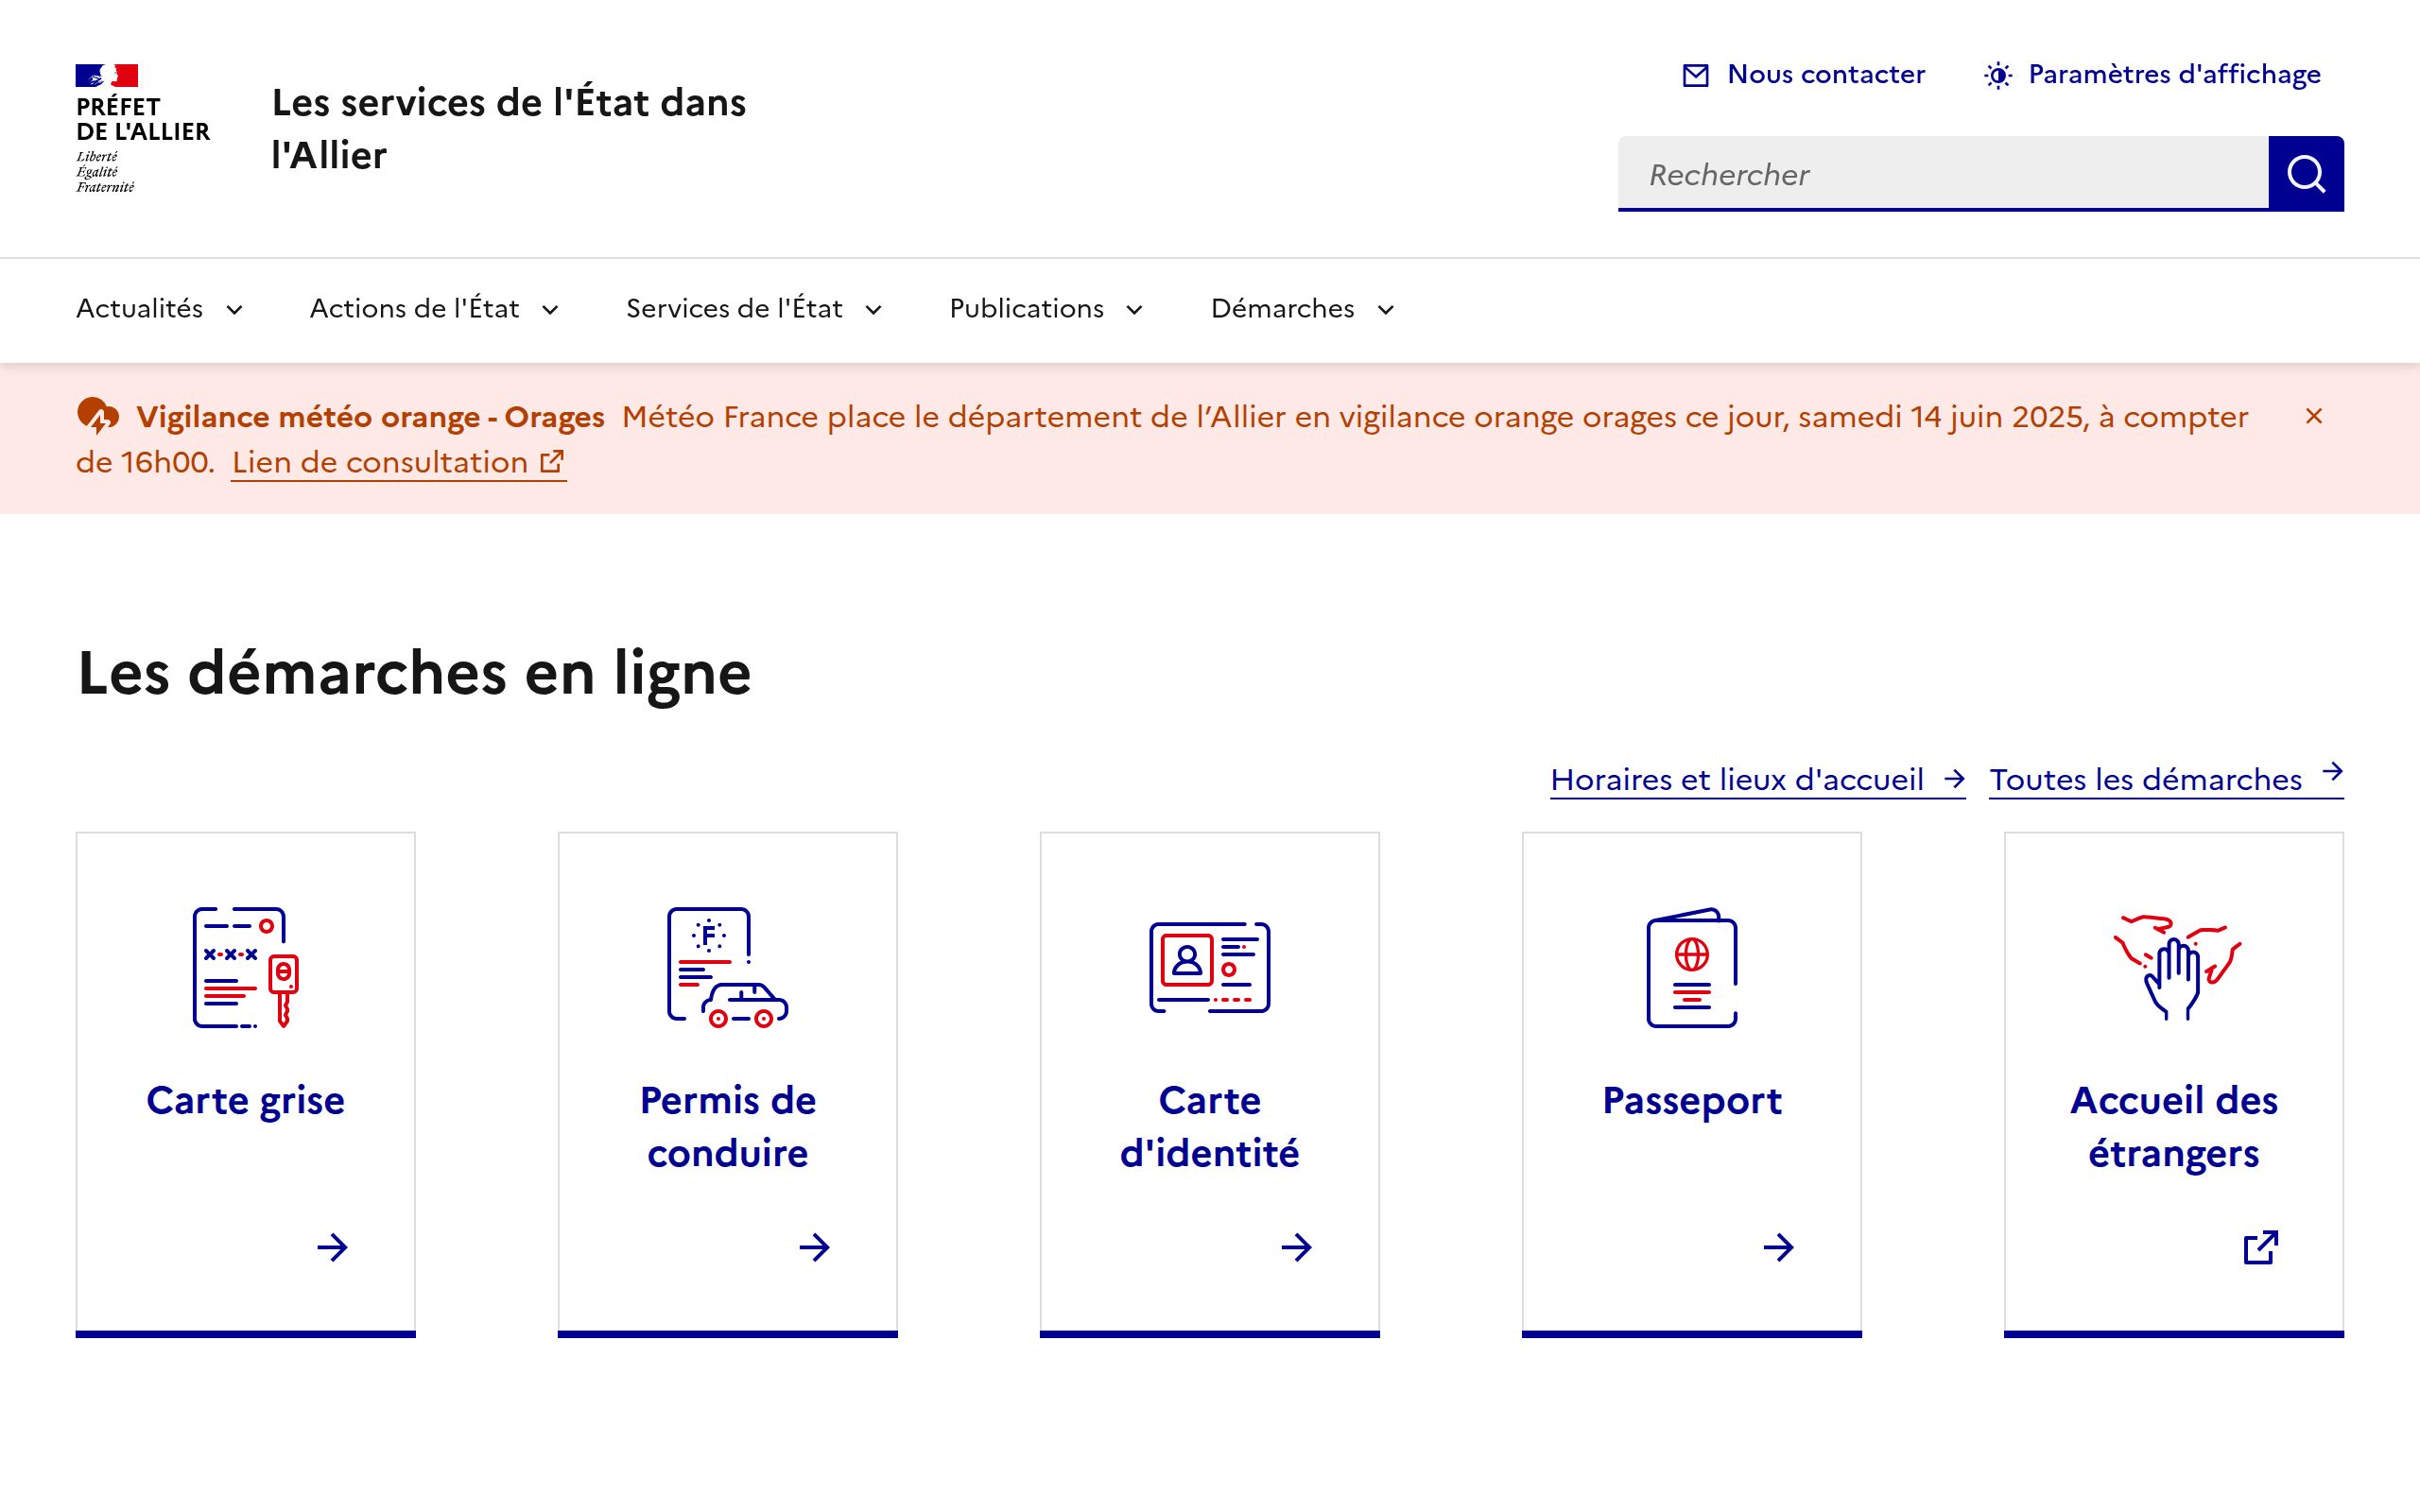 PRÉFET
DE L'ALLIER
Liberté
Égalité
Fraternité
Les services de l'État dans
l'Allier
Nous contacter
Paramètres d'affichage
Rechercher
Actualités
Actions de l'État
Services de l'État
Publications
Démarches
Vigilance météo orange - Orages Météo France place le département de l’Allier en vigilance orange orages ce jour, samedi 14 juin 2025, à compter
de 16h00. Lien de consultation
Les démarches en ligne
Horaires et lieux d'accueil
Toutes les démarches
F
Carte grise
Permis de
conduire
Carte
d'identité
Passeport
Accueil des
étrangers